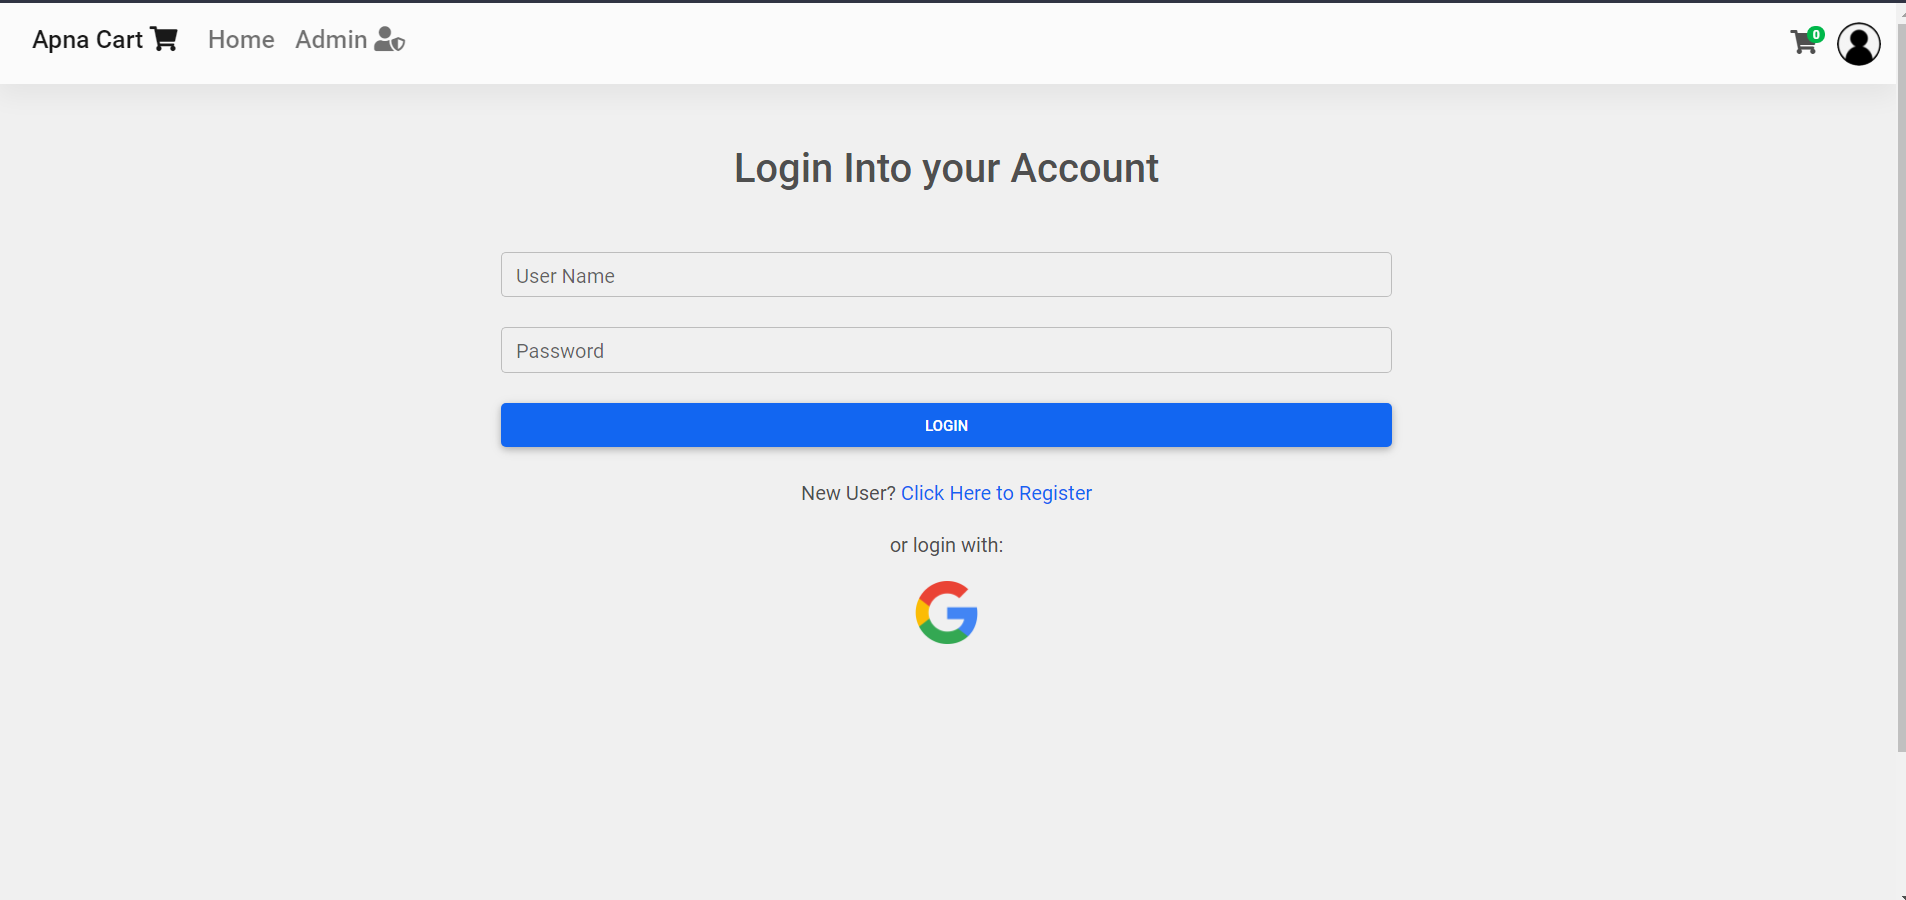 Apna Cart Home Admin 0
Login Into your Account
User Name
Password
LOGIN
New User? Click Here to Register
or login with:
G